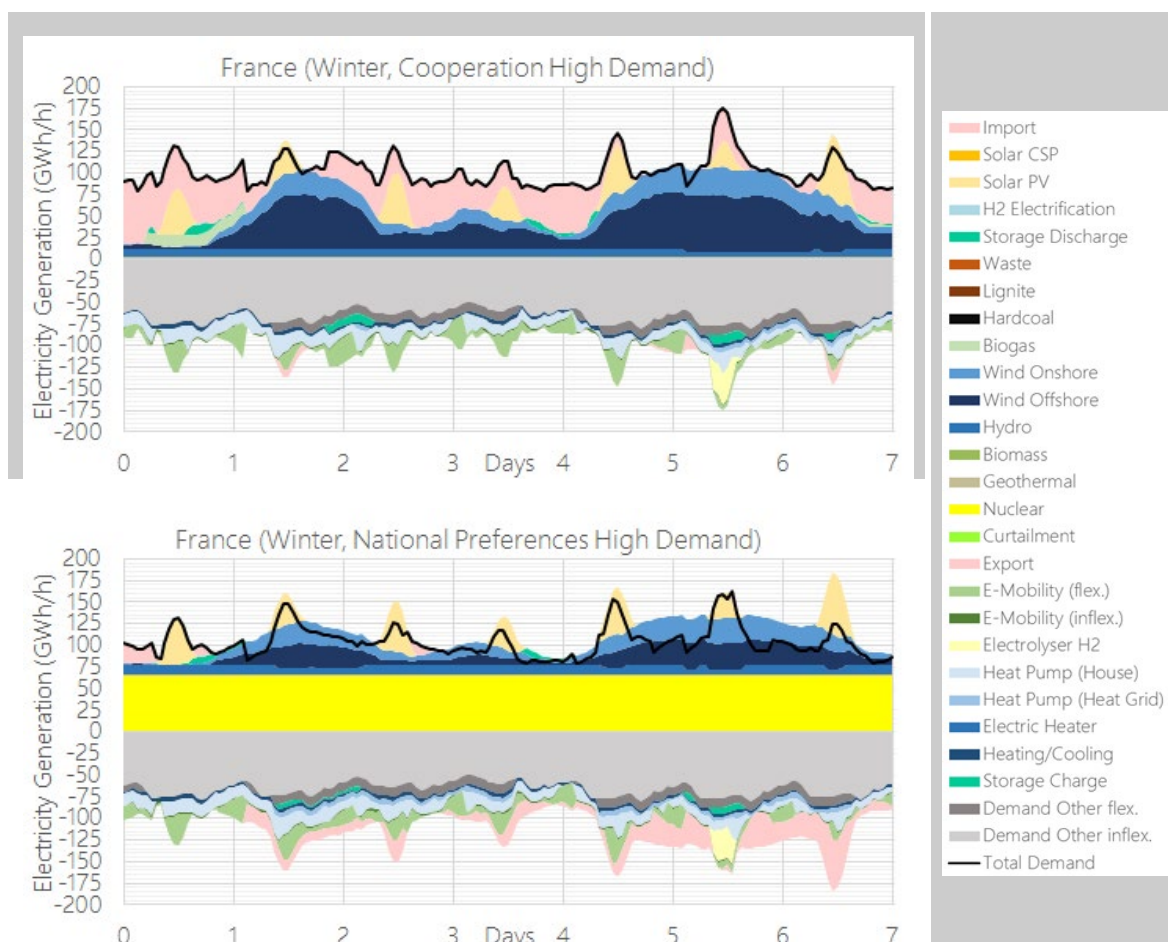 France (Winter, Cooperation High Demand)
Electricity Generation (GWh/h)
200
175
150
125
100
75
50
25
0
-25
-50
-75
-100
-125
-150
-175
-200
0 1 2 3 Days 4 5 6 7
France (Winter, National Preferences High Demand)
Electricity Generation (GWh/h)
200
175
150
125
100
75
50
25
0
-25
-50
-75
-100
-125
-150
-175
-200
0 1 2 3 Days 4 5 6 7
Import
Solar CSP
Solar PV
H2 Electrification
Storage Discharge
Waste
Lignite
Hardcoal
Biogas
Wind Onshore
Wind Offshore
Hydro
Biomass
Geothermal
Nuclear
Curtailment
Export
E-Mobility (flex.)
E-Mobility (inflex.)
Electrolyser H2
Heat Pump (House)
Heat Pump (Heat Grid)
Electric Heater
Heating/Cooling
Storage Charge
Demand Other flex.
Demand Other inflex.
Total Demand